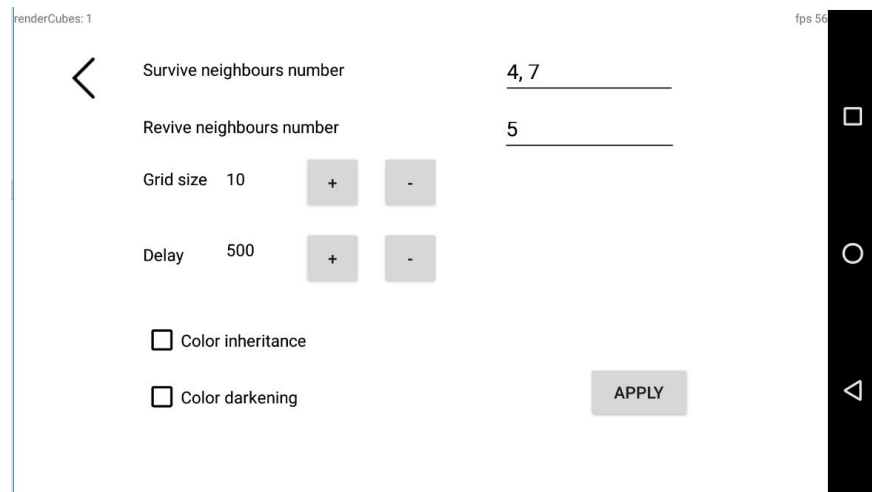 renderCubes: 1 fps 56
Survive neighbours number 4, 7
Revive neighbours number 5
Grid size 10 + -
Delay 500 + -
Color inheritance
Color darkening
APPLY